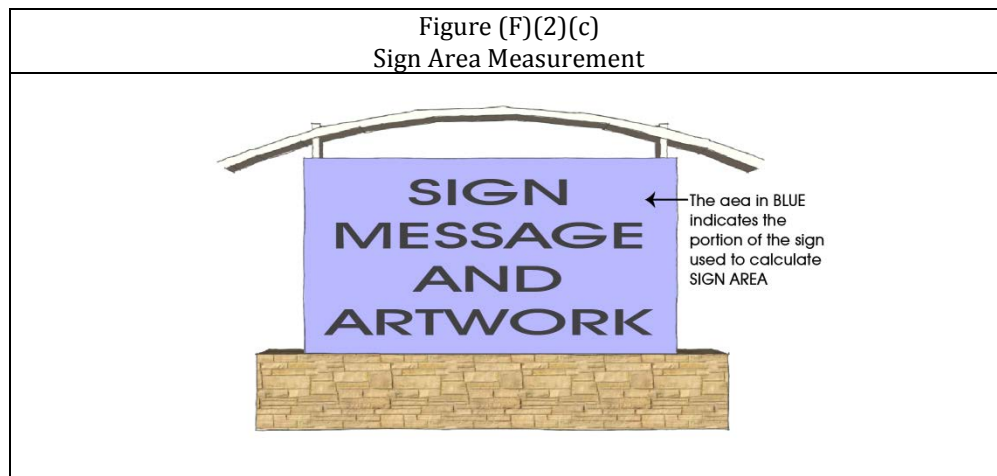 Figure (F)(2)(c)
Sign Area Measurement
SIGN
MESSAGE
AND
ARTWORK
The aea in BLUE
indicates the
portion of the sign
used to calculate
SIGN AREA